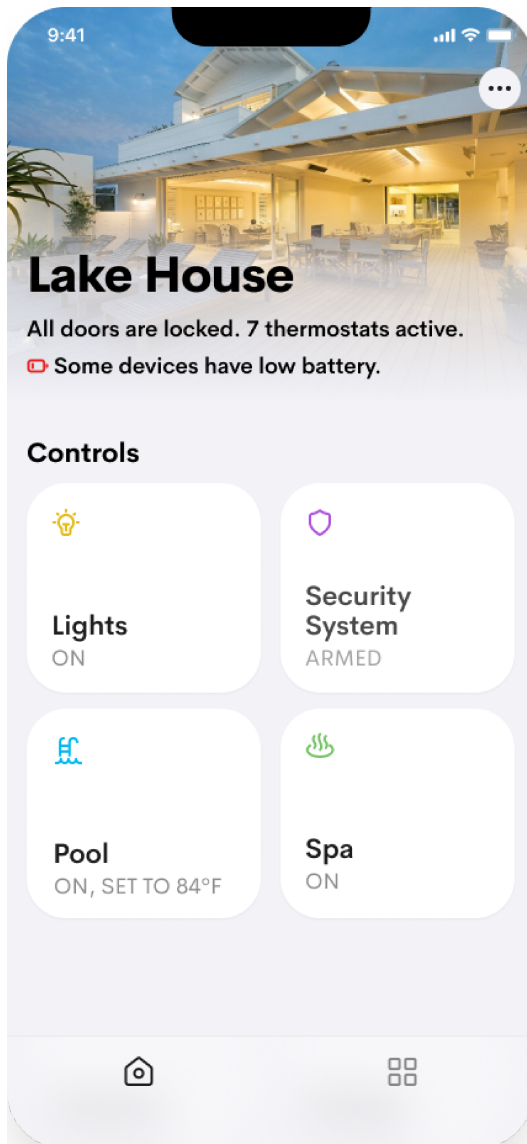 9:41
Lake House
All doors are locked. 7 thermostats active.
Some devices have low battery.
Controls
Lights
ON
Security
System
ARMED
Pool
ON, SET TO 84°F
Spa
ON